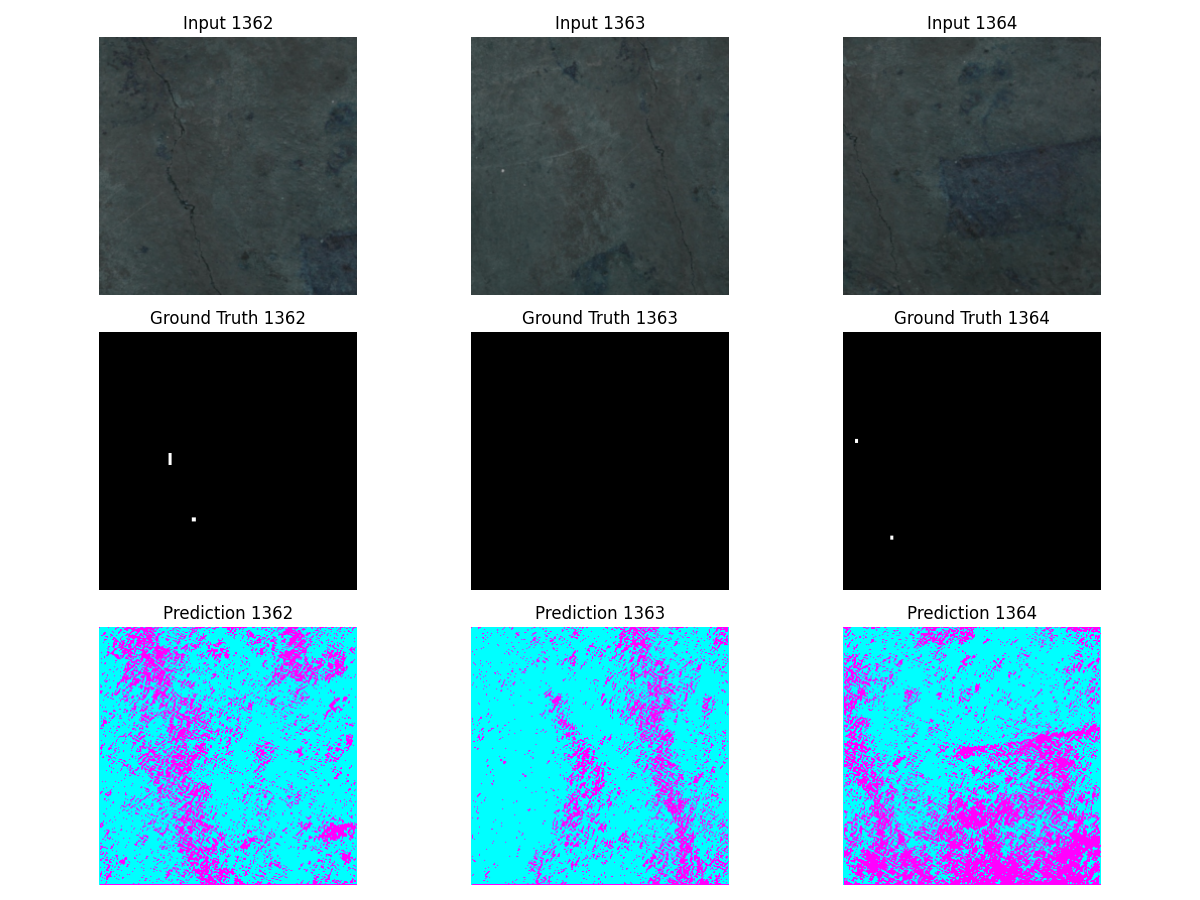 Input 1362
Input 1363
Input 1364
Ground Truth 1362
Ground Truth 1363
Ground Truth 1364
Prediction 1362
Prediction 1363
Prediction 1364